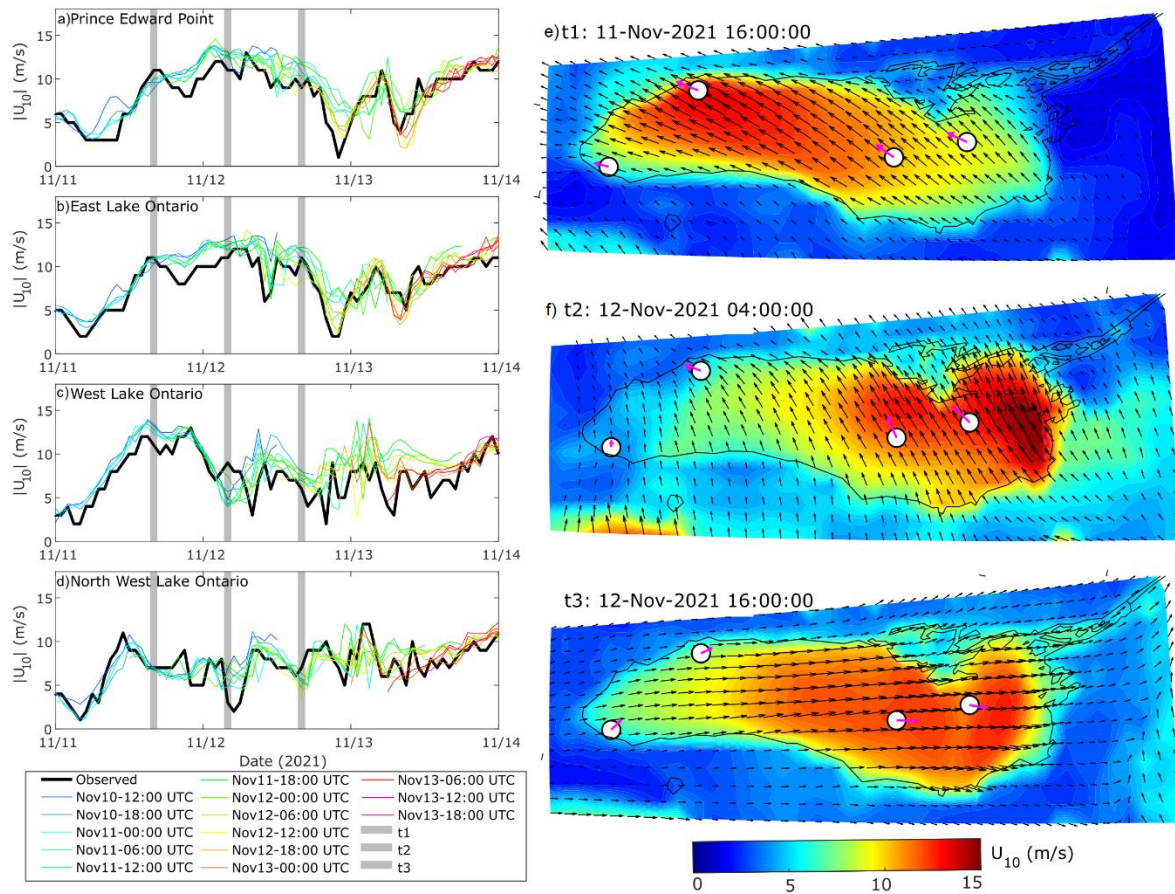 a)Prince Edward Point
|U10| (m/s)
15
10
5
0
11/11
11/12
11/13
11/14
b)East Lake Ontario
|U10| (m/s)
15
10
5
0
11/11
11/12
11/13
11/14
c)West Lake Ontario
|U10| (m/s)
15
10
5
0
11/11
11/12
11/13
11/14
d)North West Lake Ontario
|U10| (m/s)
15
10
5
0
11/11
11/12
11/13
11/14
Date (2021)
Observed
Nov10-12:00 UTC
Nov10-18:00 UTC
Nov11-00:00 UTC
Nov11-06:00 UTC
Nov11-12:00 UTC
Nov11-18:00 UTC
Nov12-00:00 UTC
Nov12-06:00 UTC
Nov12-12:00 UTC
Nov12-18:00 UTC
Nov13-00:00 UTC
Nov13-06:00 UTC
Nov13-12:00 UTC
Nov13-18:00 UTC
t1
t2
t3
e)t1: 11-Nov-2021 16:00:00
f) t2: 12-Nov-2021 04:00:00
t3: 12-Nov-2021 16:00:00
U10 (m/s)
0
5
10
15